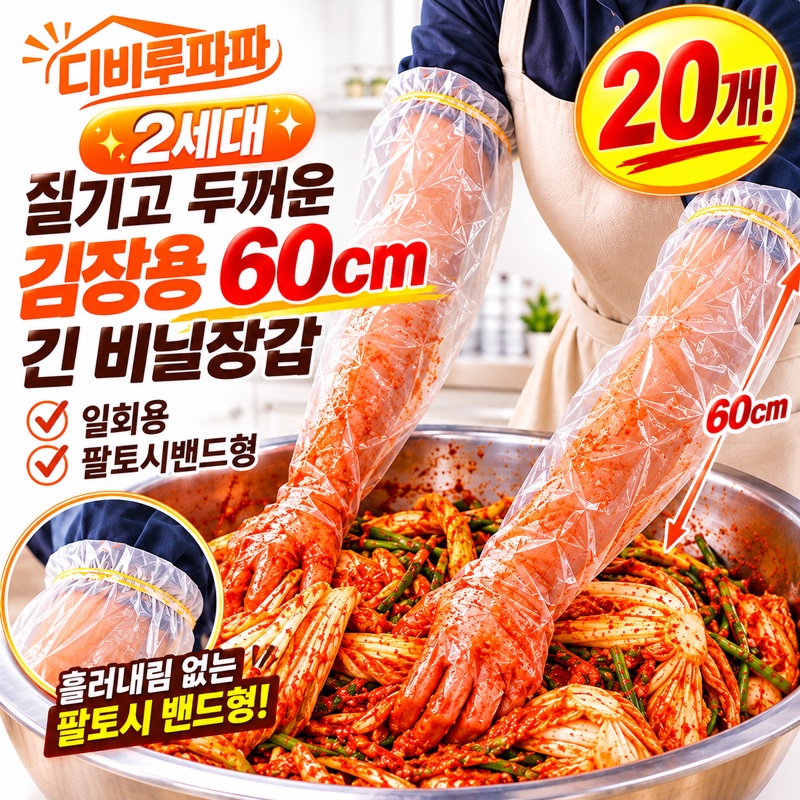 디비루파파
2세대
질기고 두꺼운
김장용 60cm
긴 비닐장갑
일회용
팔토시밴드형
20개!
60cm
흘러내림 없는
팔토시 밴드형!